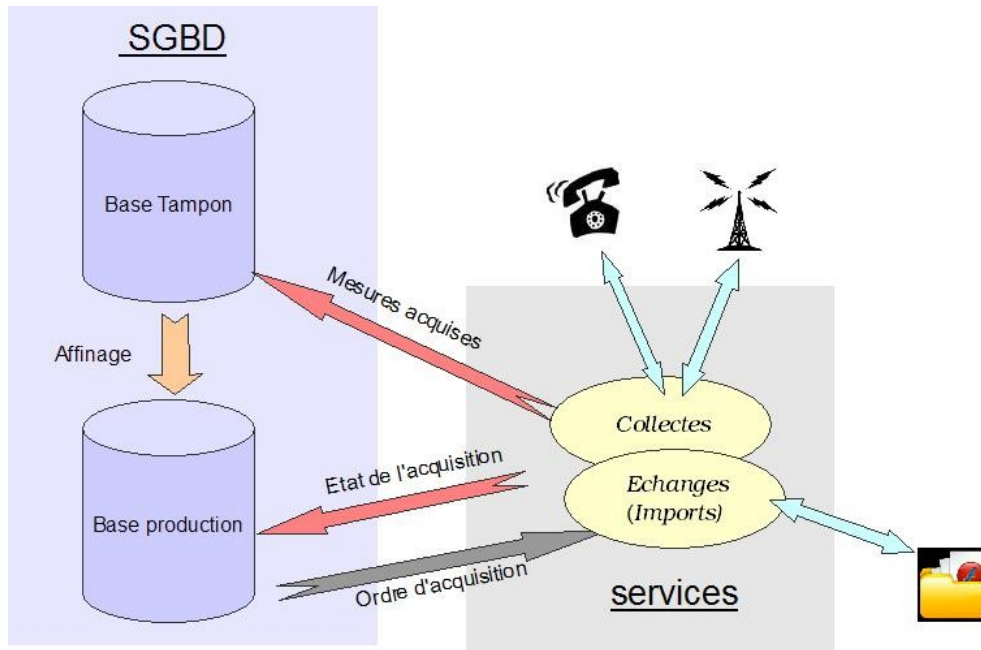 SGBD
Base Tampon
Mesures acquises
Affinage
Collectes
Etat de l'acquisition
Echanges
(Imports)
Base production
Ordre d'acquisition
services